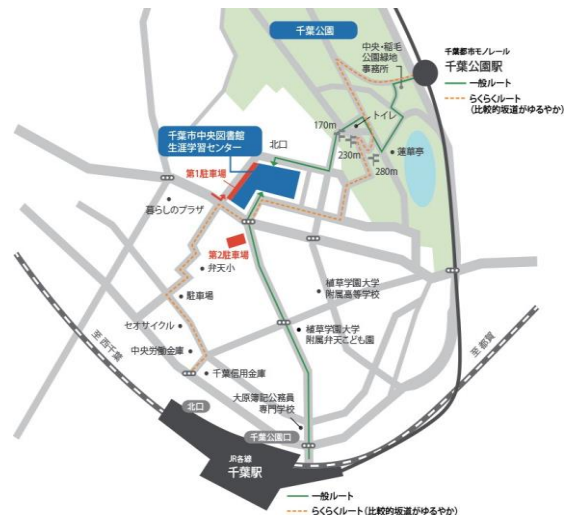 千葉公園
中央・稲毛
公園緑地
事務所
千葉都市モノレール
千葉公園駅
一般ルート
らくらくルート
(比較的坂道がゆるやか)
トイレ
170m
230m
280m
蓮華亭
千葉市中央図書館
生涯学習センター
北口
第1駐車場
暮らしのプラザ
第2駐車場
弁天小
植草学園大学
附属高等学校
駐車場
セオサイクル
植草学園大学
附属弁天こども園
至西千葉
至都賀
中央労働金庫
千葉信用金庫
大原簿記公務員
専門学校
北口
千葉公園口
JR各線
千葉駅
一般ルート
らくらくルート(比較的坂道がゆるやか)